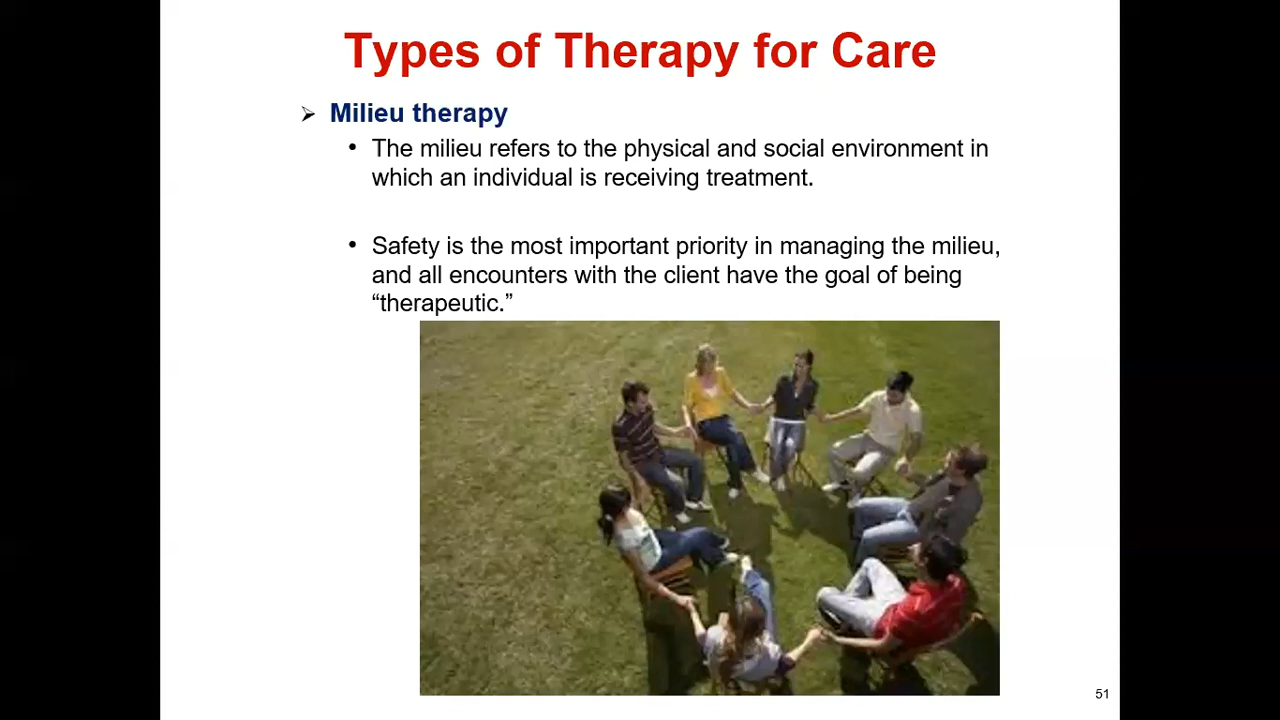 Types of Therapy for Care
➢ Milieu therapy
• The milieu refers to the physical and social environment in
which an individual is receiving treatment.
• Safety is the most important priority in managing the milieu,
and all encounters with the client have the goal of being
“therapeutic.”
51